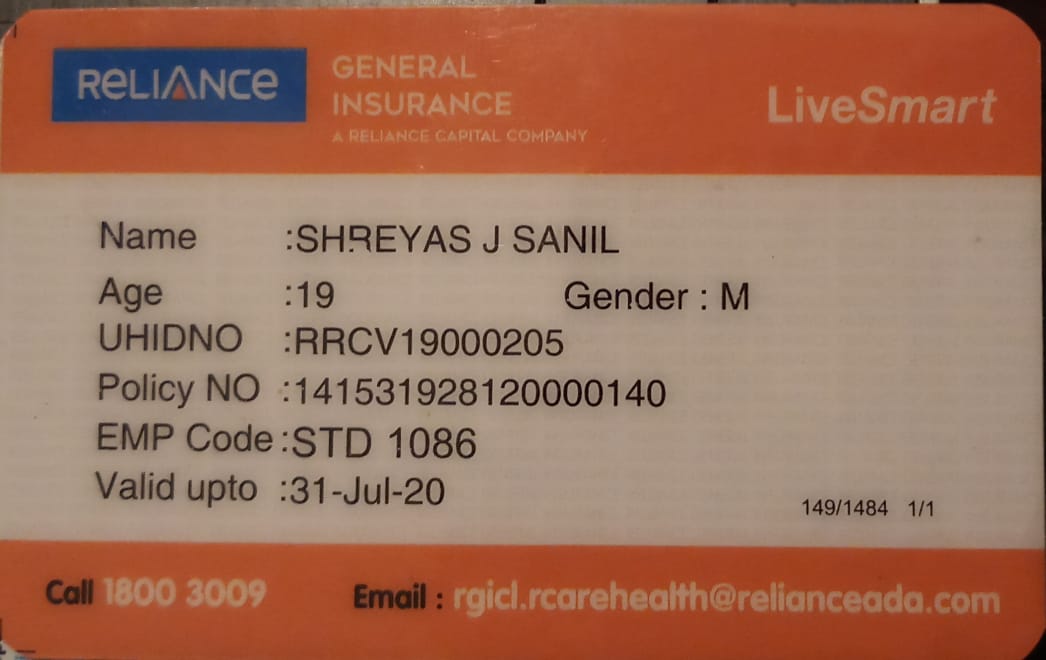 RELIANCE GENERAL INSURANCE
A RELIANCE CAPITAL COMPANY
LiveSmart
Name :SHREYAS J SANIL
Age :19 Gender : M
UHIDNO :RRCV19000205
Policy NO :141531928120000140
EMP Code :STD 1086
Valid upto :31-Jul-20
149/1484 1/1
Call 1800 3009 Email : rgicl.rcarehealth@relianceada.com